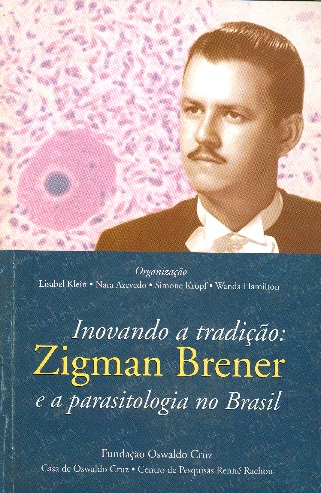 Organização
Lisabel Klein • Nara Azevedo • Simone Kropf • Wanda Hamilton
Inovando a tradição:
Zigman Brener
e a parasitologia no Brasil
Fundação Oswaldo Cruz
Casa de Oswaldo Cruz • Centro de Pesquisas Renné Rachou